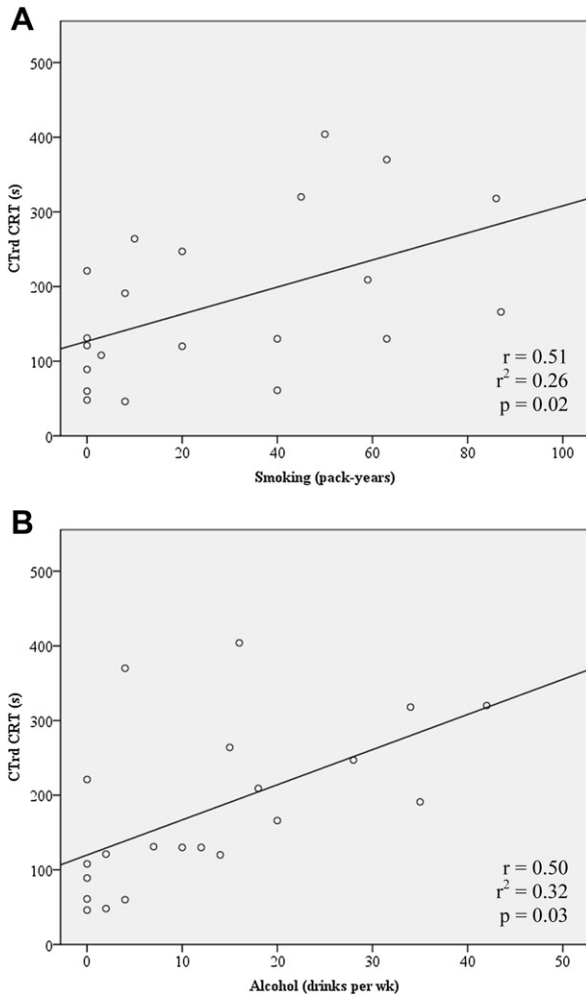 A
500
400
300
200
100
0
CTrd CRT (s)
0 20 40 60 80 100
Smoking (pack-years)
r = 0.51
r² = 0.26
p = 0.02
B
500
400
300
200
100
0
CTrd CRT (s)
0 10 20 30 40 50
Alcohol (drinks per wk)
r = 0.50
r² = 0.32
p = 0.03